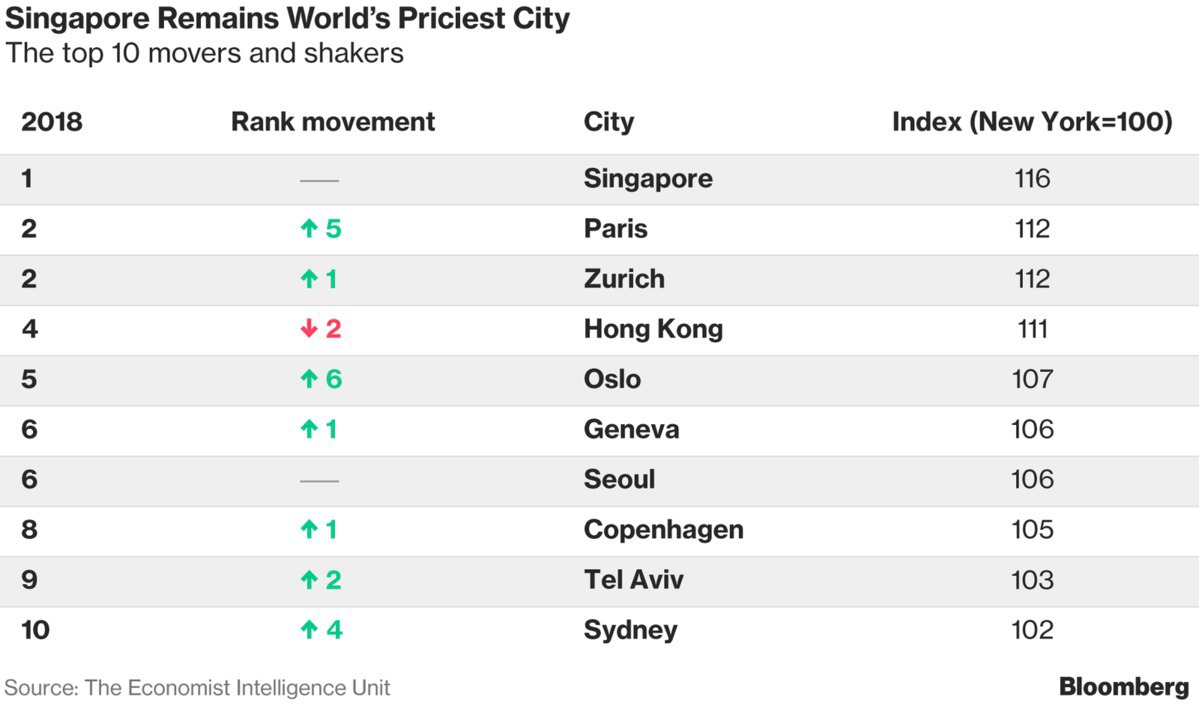 Singapore Remains World’s Priciest City
The top 10 movers and shakers
2018 Rank movement City Index (New York=100)
1 — Singapore 116
2 ↑ 5 Paris 112
2 ↑ 1 Zurich 112
4 ↓ 2 Hong Kong 111
5 ↑ 6 Oslo 107
6 ↑ 1 Geneva 106
6 — Seoul 106
8 ↑ 1 Copenhagen 105
9 ↑ 2 Tel Aviv 103
10 ↑ 4 Sydney 102
Source: The Economist Intelligence Unit Bloomberg